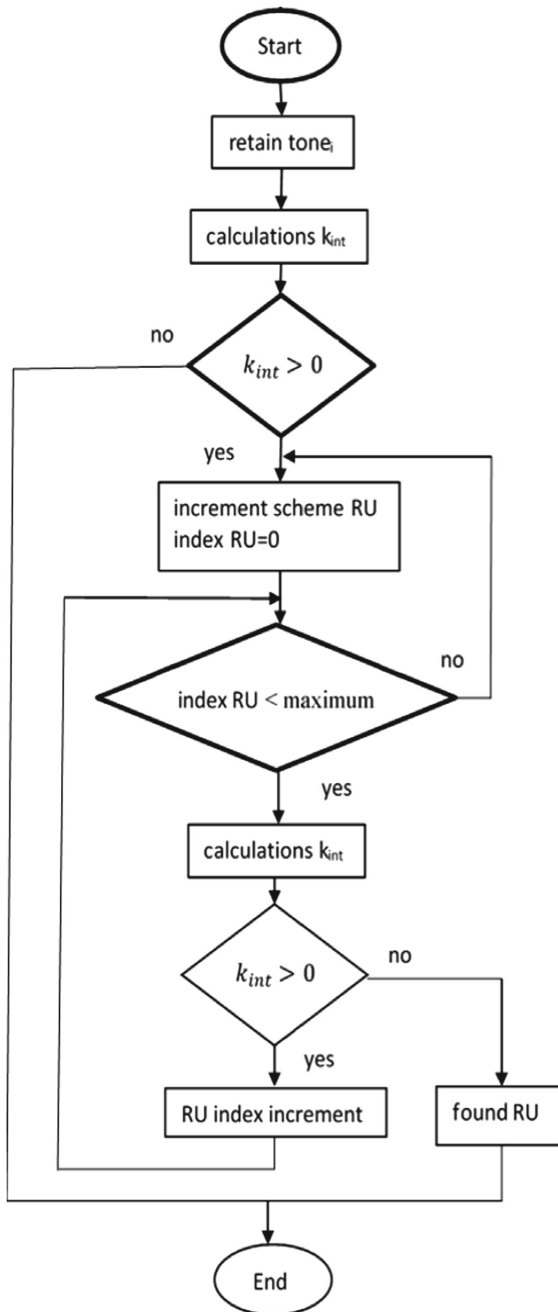 Start
retain toneᵢ
calculations kᵢₙₜ
no
kᵢₙₜ > 0
yes
increment scheme RU
index RU=0
no
index RU < maximum
yes
calculations kᵢₙₜ
no
kᵢₙₜ > 0
yes
RU index increment
found RU
End